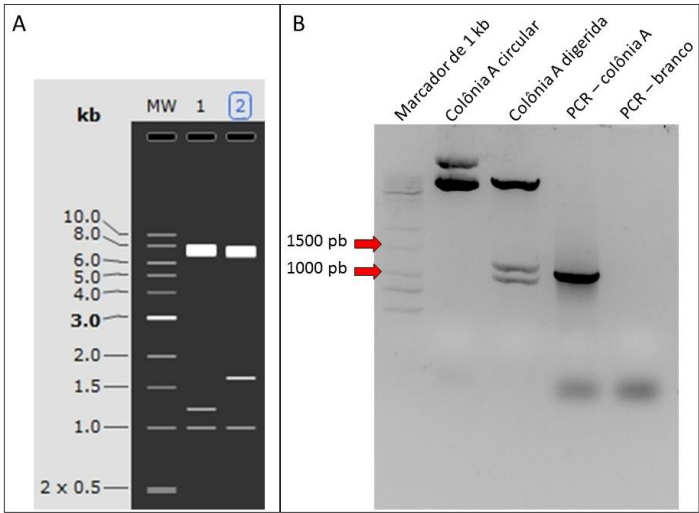 A
kb
MW 1 2
10.0
8.0
6.0
5.0
4.0
3.0
2.0
1.5
1.0
2 x 0.5
B
Marcador de 1 kb
Colônia A circular
Colônia A digerida
PCR – colônia A
PCR – branco
1500 pb
1000 pb